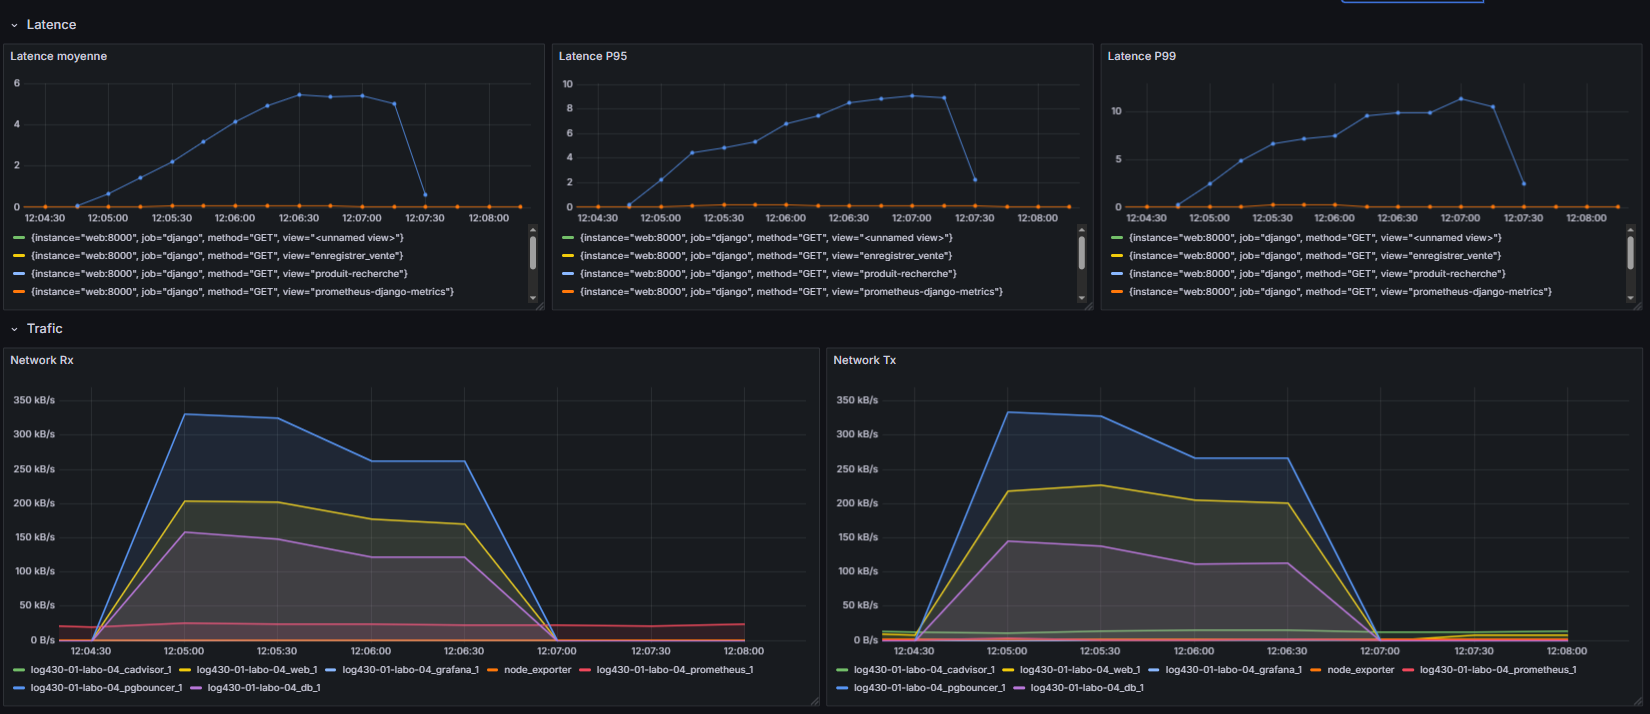 Latence
Latence moyenne
6
4
2
0
12:04:30 12:05:00 12:05:30 12:06:00 12:06:30 12:07:00 12:07:30 12:08:00
{instance="web:8000", job="django", method="GET", view="<unnamed view>"}
{instance="web:8000", job="django", method="GET", view="enregistrer_vente"}
{instance="web:8000", job="django", method="GET", view="produit-recherche"}
{instance="web:8000", job="django", method="GET", view="prometheus-django-metrics"}
Latence P95
10
8
6
4
2
0
12:04:30 12:05:00 12:05:30 12:06:00 12:06:30 12:07:00 12:07:30 12:08:00
{instance="web:8000", job="django", method="GET", view="<unnamed view>"}
{instance="web:8000", job="django", method="GET", view="enregistrer_vente"}
{instance="web:8000", job="django", method="GET", view="produit-recherche"}
{instance="web:8000", job="django", method="GET", view="prometheus-django-metrics"}
Latence P99
10
5
0
12:04:30 12:05:00 12:05:30 12:06:00 12:06:30 12:07:00 12:07:30 12:08:00
{instance="web:8000", job="django", method="GET", view="<unnamed view>"}
{instance="web:8000", job="django", method="GET", view="enregistrer_vente"}
{instance="web:8000", job="django", method="GET", view="produit-recherche"}
{instance="web:8000", job="django", method="GET", view="prometheus-django-metrics"}
Trafic
Network Rx
350 kB/s
300 kB/s
250 kB/s
200 kB/s
150 kB/s
100 kB/s
50 kB/s
0 B/s
12:04:30 12:05:00 12:05:30 12:06:00 12:06:30 12:07:00 12:07:30 12:08:00
log430-01-labo-04_cadvisor_1 log430-01-labo-04_web_1 log430-01-labo-04_grafana_1 node_exporter log430-01-labo-04_prometheus_1
log430-01-labo-04_pgbouncer_1 log430-01-labo-04_db_1
Network Tx
350 kB/s
300 kB/s
250 kB/s
200 kB/s
150 kB/s
100 kB/s
50 kB/s
0 B/s
12:04:30 12:05:00 12:05:30 12:06:00 12:06:30 12:07:00 12:07:30 12:08:00
log430-01-labo-04_cadvisor_1 log430-01-labo-04_web_1 log430-01-labo-04_grafana_1 node_exporter log430-01-labo-04_prometheus_1
log430-01-labo-04_pgbouncer_1 log430-01-labo-04_db_1